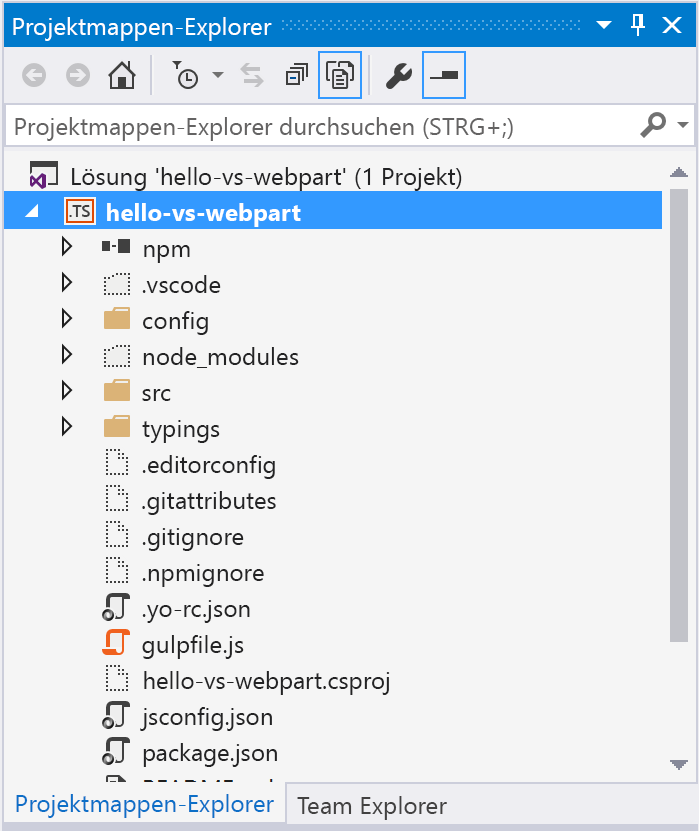 Projektmappen-Explorer
Projektmappen-Explorer durchsuchen (STRG+;)
Lösung 'hello-vs-webpart' (1 Projekt)
.TS hello-vs-webpart
npm
.vscode
config
node_modules
src
typings
.editorconfig
.gitattributes
.gitignore
.npmignore
.yo-rc.json
gulpfile.js
hello-vs-webpart.csproj
jsconfig.json
package.json
Projektmappen-Explorer Team Explorer